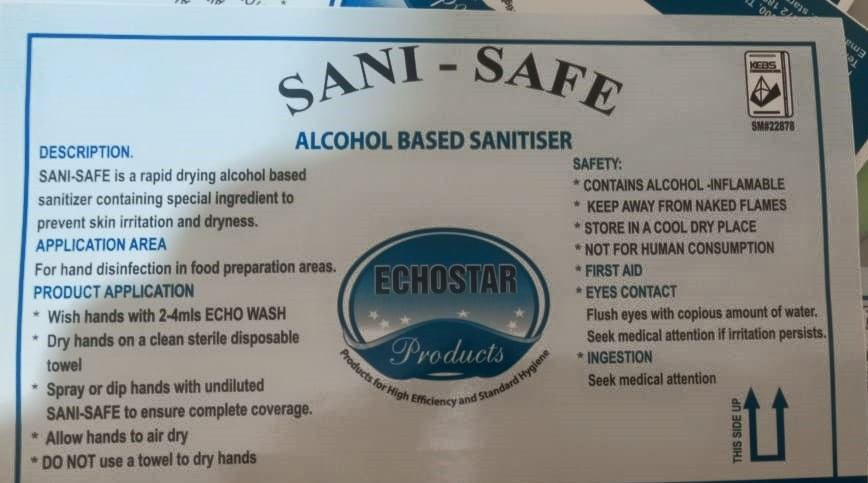 SANI - SAFE
ALCOHOL BASED SANITISER
KEBS
SM#22878
DESCRIPTION.
SANI-SAFE is a rapid drying alcohol based
sanitizer containing special ingredient to
prevent skin irritation and dryness.
APPLICATION AREA
For hand disinfection in food preparation areas.
PRODUCT APPLICATION
* Wish hands with 2-4mls ECHO WASH
* Dry hands on a clean sterile disposable
towel
* Spray or dip hands with undiluted
SANI-SAFE to ensure complete coverage.
* Allow hands to air dry
* DO NOT use a towel to dry hands
ECHOSTAR
Products
Products for High Efficiency and Standard Hygiene
SAFETY:
* CONTAINS ALCOHOL -INFLAMABLE
* KEEP AWAY FROM NAKED FLAMES
* STORE IN A COOL DRY PLACE
* NOT FOR HUMAN CONSUMPTION
* FIRST AID
* EYES CONTACT
Flush eyes with copious amount of water.
Seek medical attention if irritation persists.
* INGESTION
Seek medical attention
THIS SIDE UP